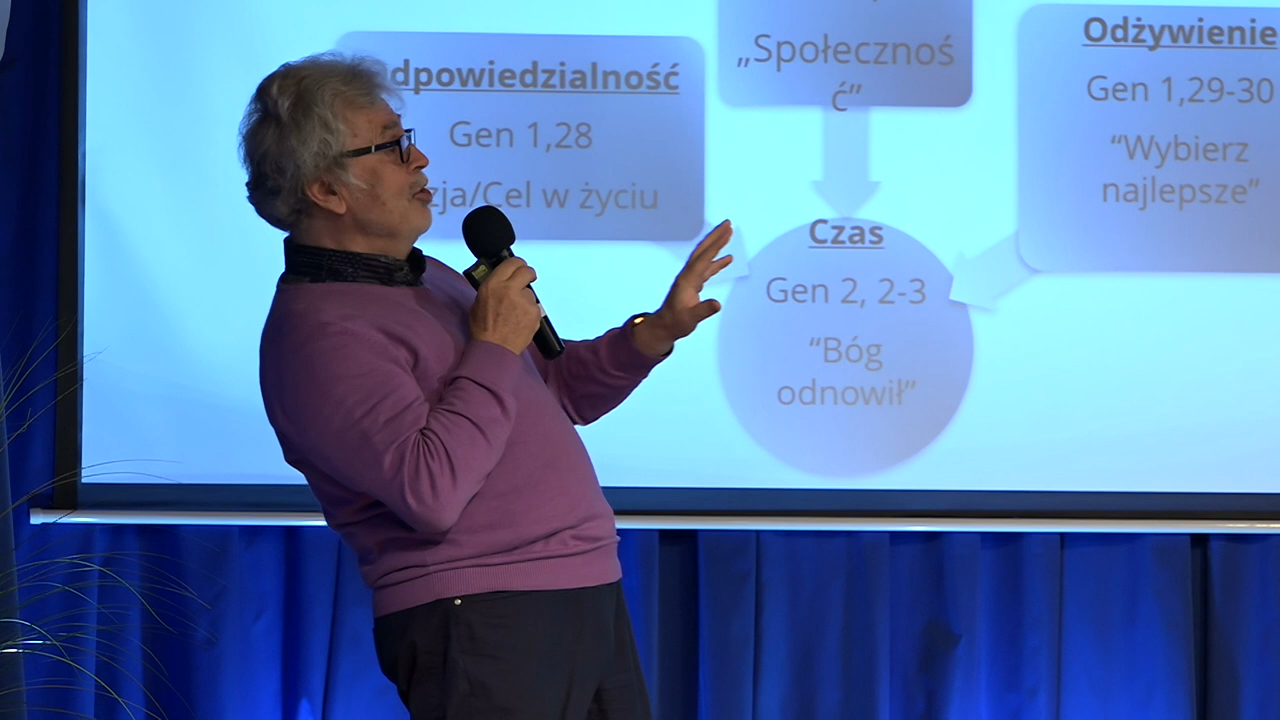 dpowiedzialność
Gen 1,28
zja/Cel w życiu
„Społecznoś
ć”
Odżywienie
Gen 1,29-30
“Wybierz
najlepsze”
Czas
Gen 2, 2-3
“Bóg
odnowił”